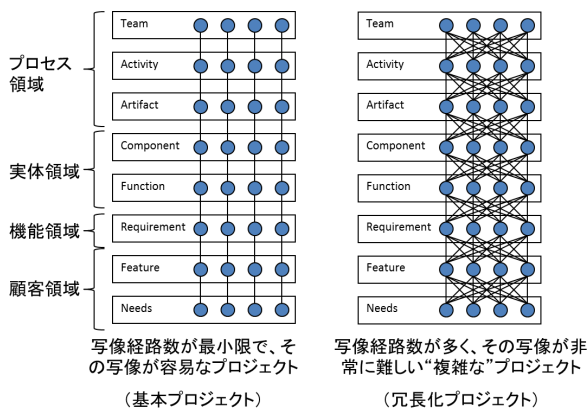 プロセス
領域
実体領域
機能領域
顧客領域
Team
Activity
Artifact
Component
Function
Requirement
Feature
Needs
写像経路数が最小限で、そ
の写像が容易なプロジェクト
（基本プロジェクト）
Team
Activity
Artifact
Component
Function
Requirement
Feature
Needs
写像経路数が多く、その写像が非
常に難しい“複雑な”プロジェクト
（冗長化プロジェクト）